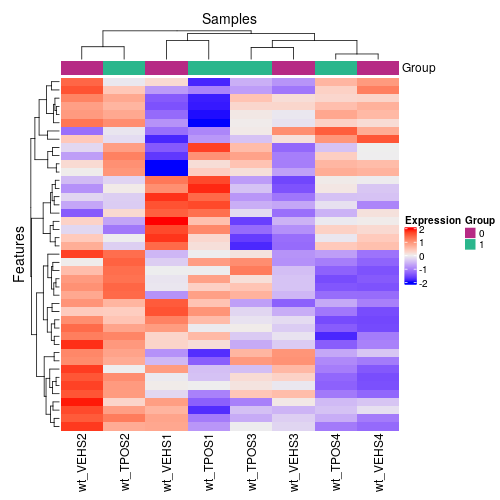 Samples
Group
Features
Expression
2
1
0
-1
-2
Group
0
1
wt_VEHS2
wt_TPOS2
wt_VEHS1
wt_TPOS1
wt_TPOS3
wt_VEHS3
wt_TPOS4
wt_VEHS4